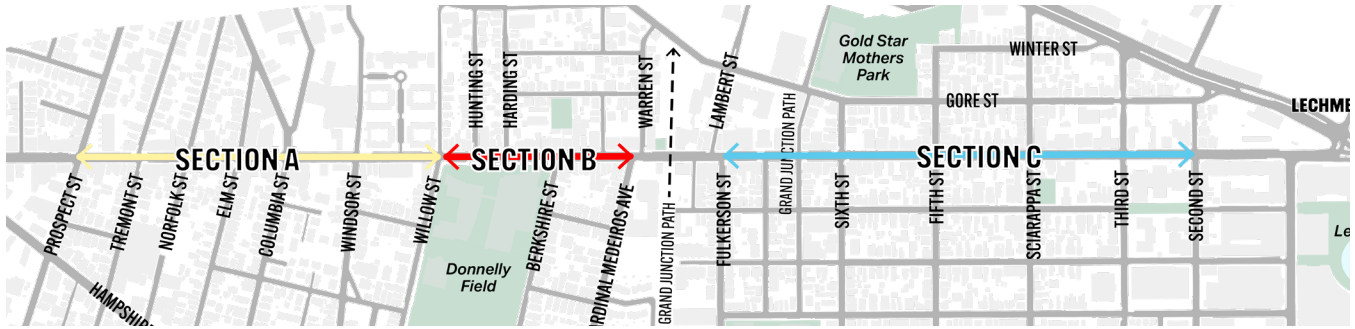 HUNTING ST
HARDING ST
WARREN ST
LAMBERT ST
Gold Star
Mothers
Park
WINTER ST
GORE ST
LECHME
GRAND JUNCTION PATH
SECTION A
SECTION B
SECTION C
PROSPECT ST
TREMONT ST
NORFOLK ST
ELM ST
COLUMBIA ST
WINDSOR ST
WILLOW ST
BERKSHIRE ST
RDINAL MEDEIROS AVE
GRAND JUNCTION PATH
FULKERSON ST
SIXTH ST
FIFTH ST
SCIARAPPA ST
THIRD ST
SECOND ST
Donnelly
Field
HAMPSHIR
Le